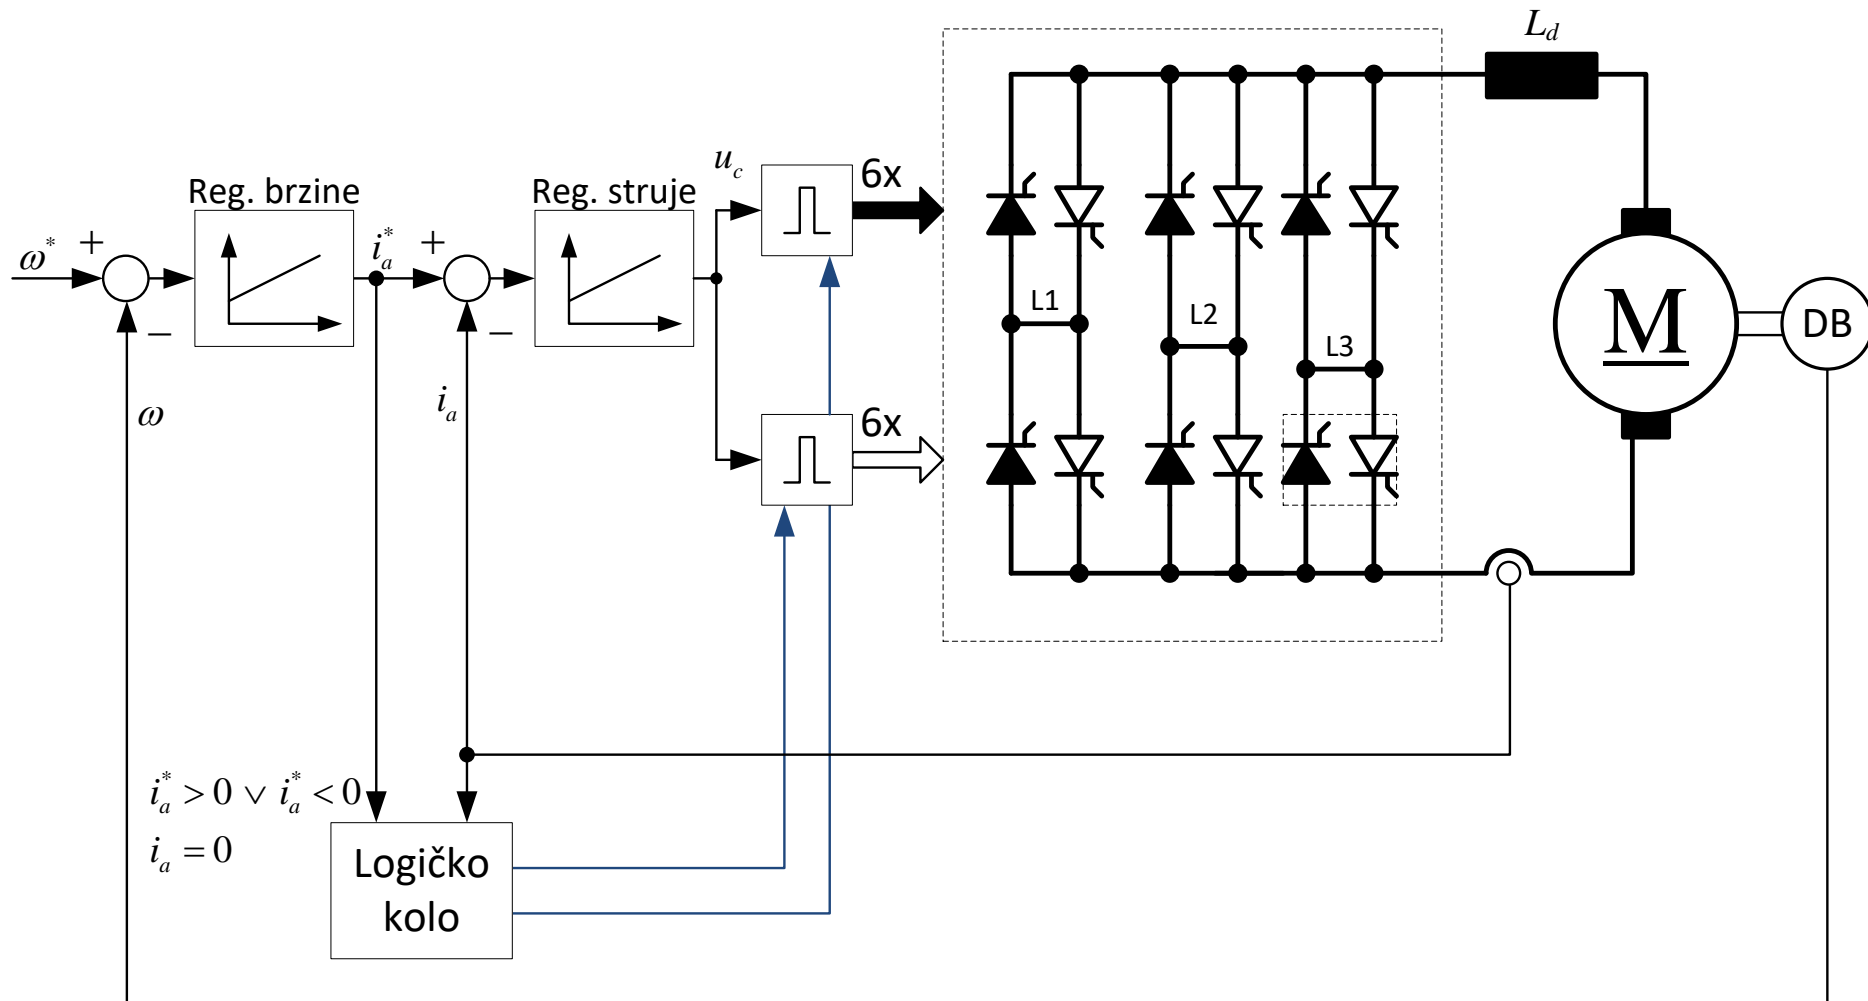 L_d
u_c
6x
Reg. brzine
Reg. struje
ω* + i_a* +
L1
L2
L3
M
DB
−
−
ω
i_a
6x
i_a* > 0 ∨ i_a* < 0
i_a = 0
Logičko
kolo